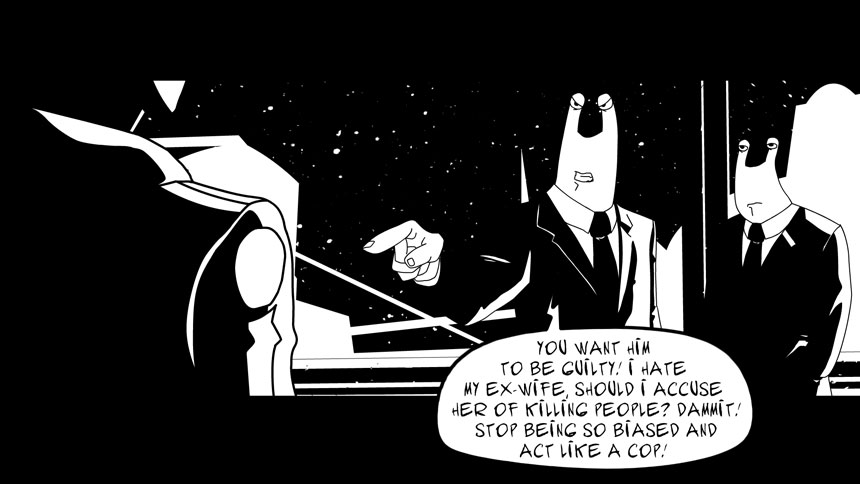 YOU WANT HIM
TO BE GUILTY! I HATE
MY EX-WIFE, SHOULD I ACCUSE
HER OF KILLING PEOPLE? DAMMIT!
STOP BEING SO BIASED AND
ACT LIKE A COP!